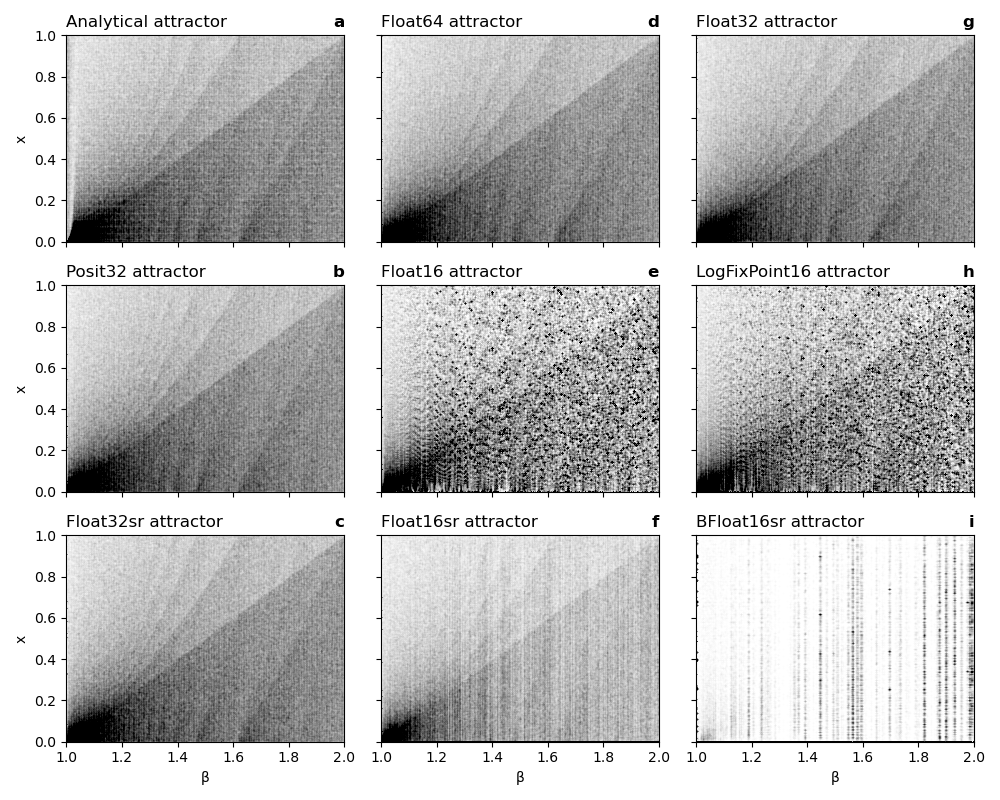 Analytical attractor a Float64 attractor d Float32 attractor g
1.0
0.8
x
0.6
0.4
0.2
0.0
Posit32 attractor b Float16 attractor e LogFixPoint16 attractor h
1.0
0.8
x
0.6
0.4
0.2
0.0
Float32sr attractor c Float16sr attractor f BFloat16sr attractor i
1.0
0.8
x
0.6
0.4
0.2
0.0
1.0 1.2 1.4 1.6 1.8 2.0 1.0 1.2 1.4 1.6 1.8 2.0 1.0 1.2 1.4 1.6 1.8 2.0
β β β